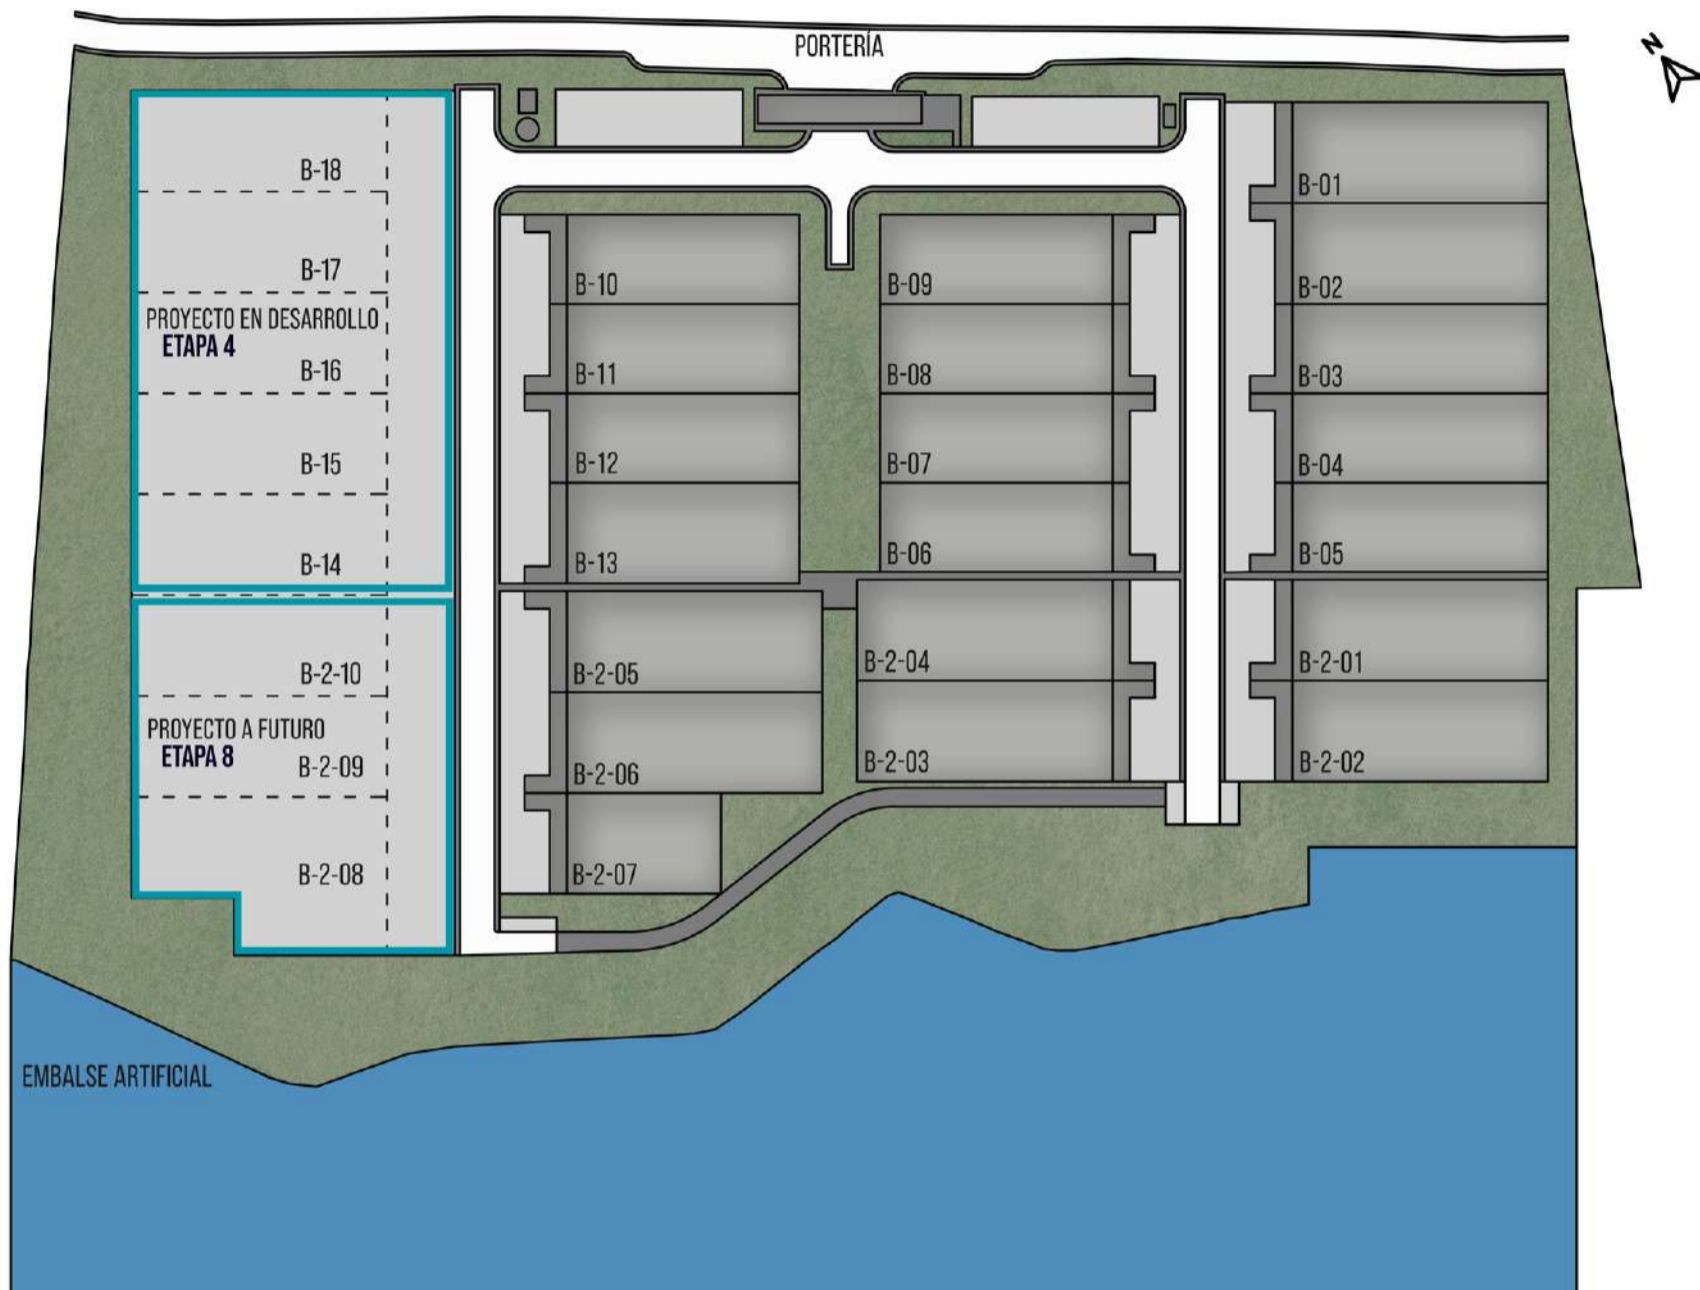 PORTERÍA
N
B-18
B-17
PROYECTO EN DESARROLLO
ETAPA 4
B-16
B-15
B-14
B-2-10
PROYECTO A FUTURO
ETAPA 8
B-2-09
B-2-08
B-10
B-11
B-12
B-13
B-2-05
B-2-06
B-2-07
B-09
B-08
B-07
B-06
B-2-04
B-2-03
B-01
B-02
B-03
B-04
B-05
B-2-01
B-2-02
EMBALSE ARTIFICIAL